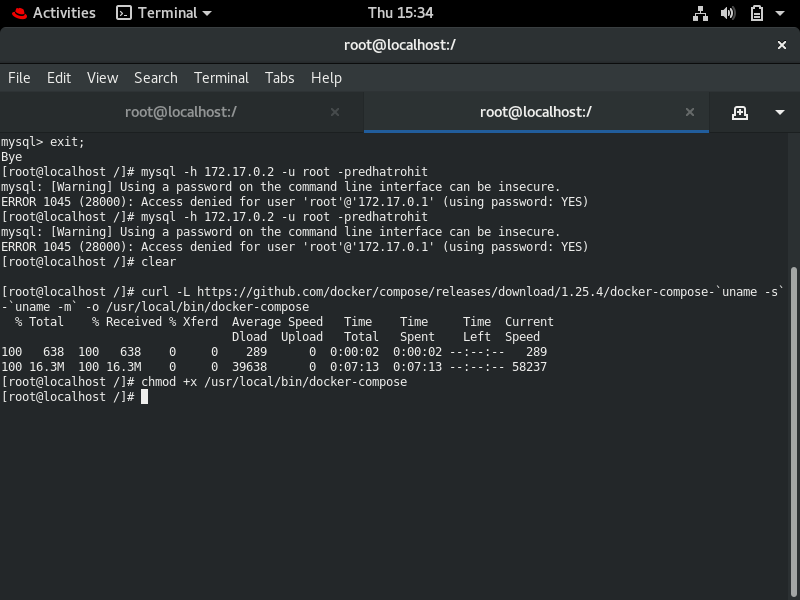 Activities Terminal Thu 15:34
root@localhost:/
File Edit View Search Terminal Tabs Help
root@localhost:/ root@localhost:/
mysql> exit;
Bye
[root@localhost /]# mysql -h 172.17.0.2 -u root -predhatrohit
mysql: [Warning] Using a password on the command line interface can be insecure.
ERROR 1045 (28000): Access denied for user 'root'@'172.17.0.1' (using password: YES)
[root@localhost /]# mysql -h 172.17.0.2 -u root -predhatrohit
mysql: [Warning] Using a password on the command line interface can be insecure.
ERROR 1045 (28000): Access denied for user 'root'@'172.17.0.1' (using password: YES)
[root@localhost /]# clear
[root@localhost /]# curl -L https://github.com/docker/compose/releases/download/1.25.4/docker-compose-`uname -s`
-`uname -m` -o /usr/local/bin/docker-compose
  % Total    % Received % Xferd  Average Speed   Time    Time     Time  Current
                                 Dload  Upload   Total   Spent    Left  Speed
100   638  100   638    0     0    289      0  0:00:02  0:00:02 --:--:--   289
100 16.3M  100 16.3M    0     0  39638      0  0:07:13  0:07:13 --:--:-- 58237
[root@localhost /]# chmod +x /usr/local/bin/docker-compose
[root@localhost /]#